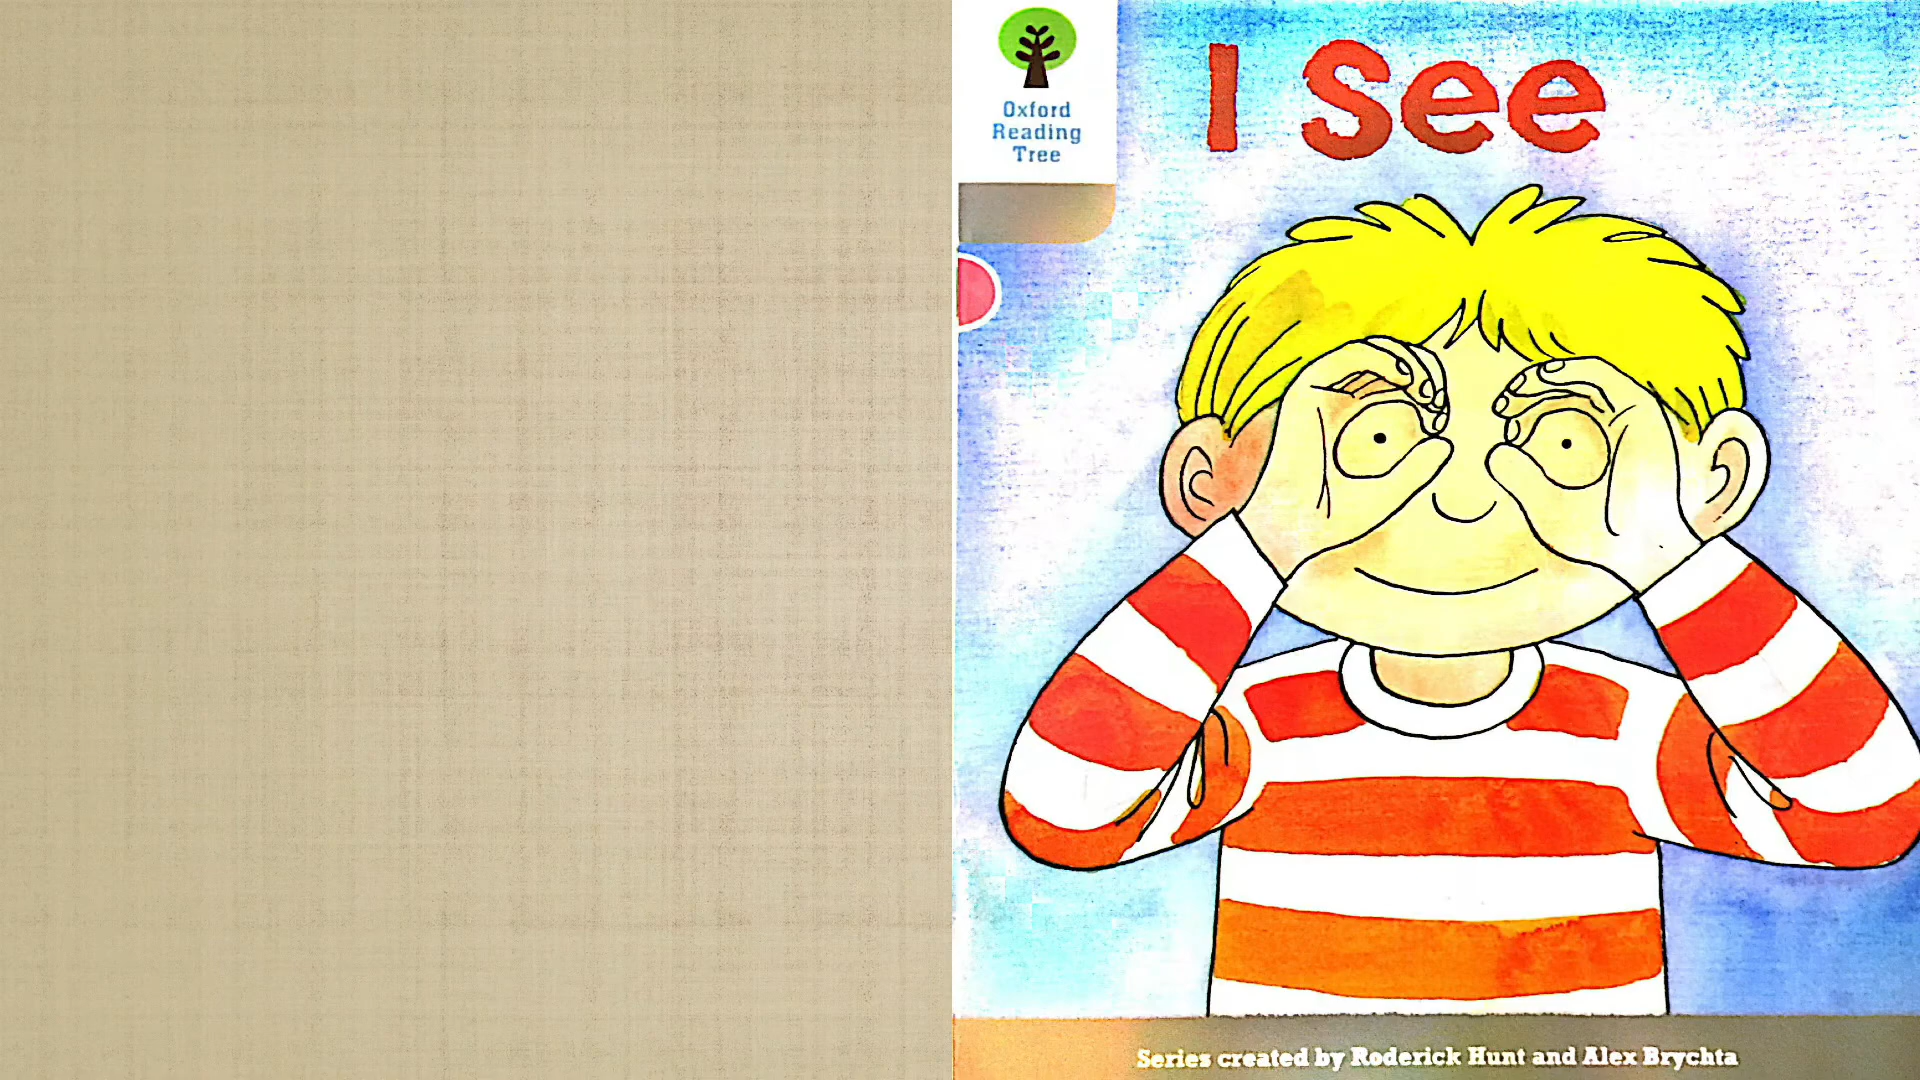 Oxford
Reading
Tree
I See
Series created by Roderick Hunt and Alex Brychta